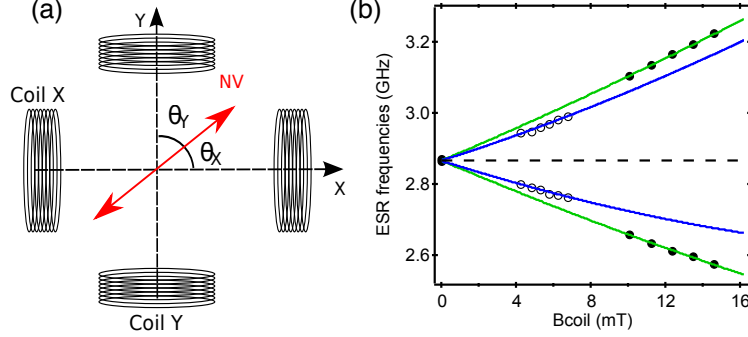 (a)
Y
NV
Coil X
θY
θX
X
Coil Y
(b)
ESR frequencies (GHz)
3.2
3.0
2.8
2.6
0
4
8
12
16
Bcoil (mT)